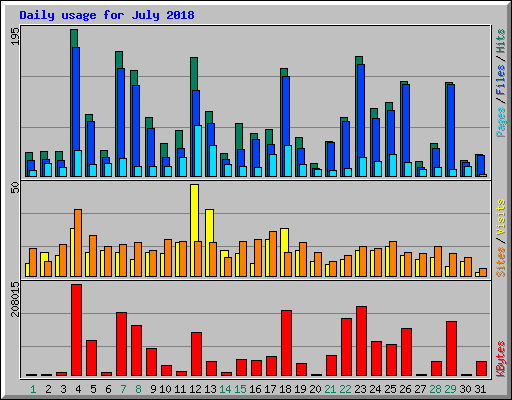 Daily usage for July 2018
195
Pages / Files / Hits
50
Sites / Visits
208015
KBytes
1 2 3 4 5 6 7 8 9 10 11 12 13 14 15 16 17 18 19 20 21 22 23 24 25 26 27 28 29 30 31